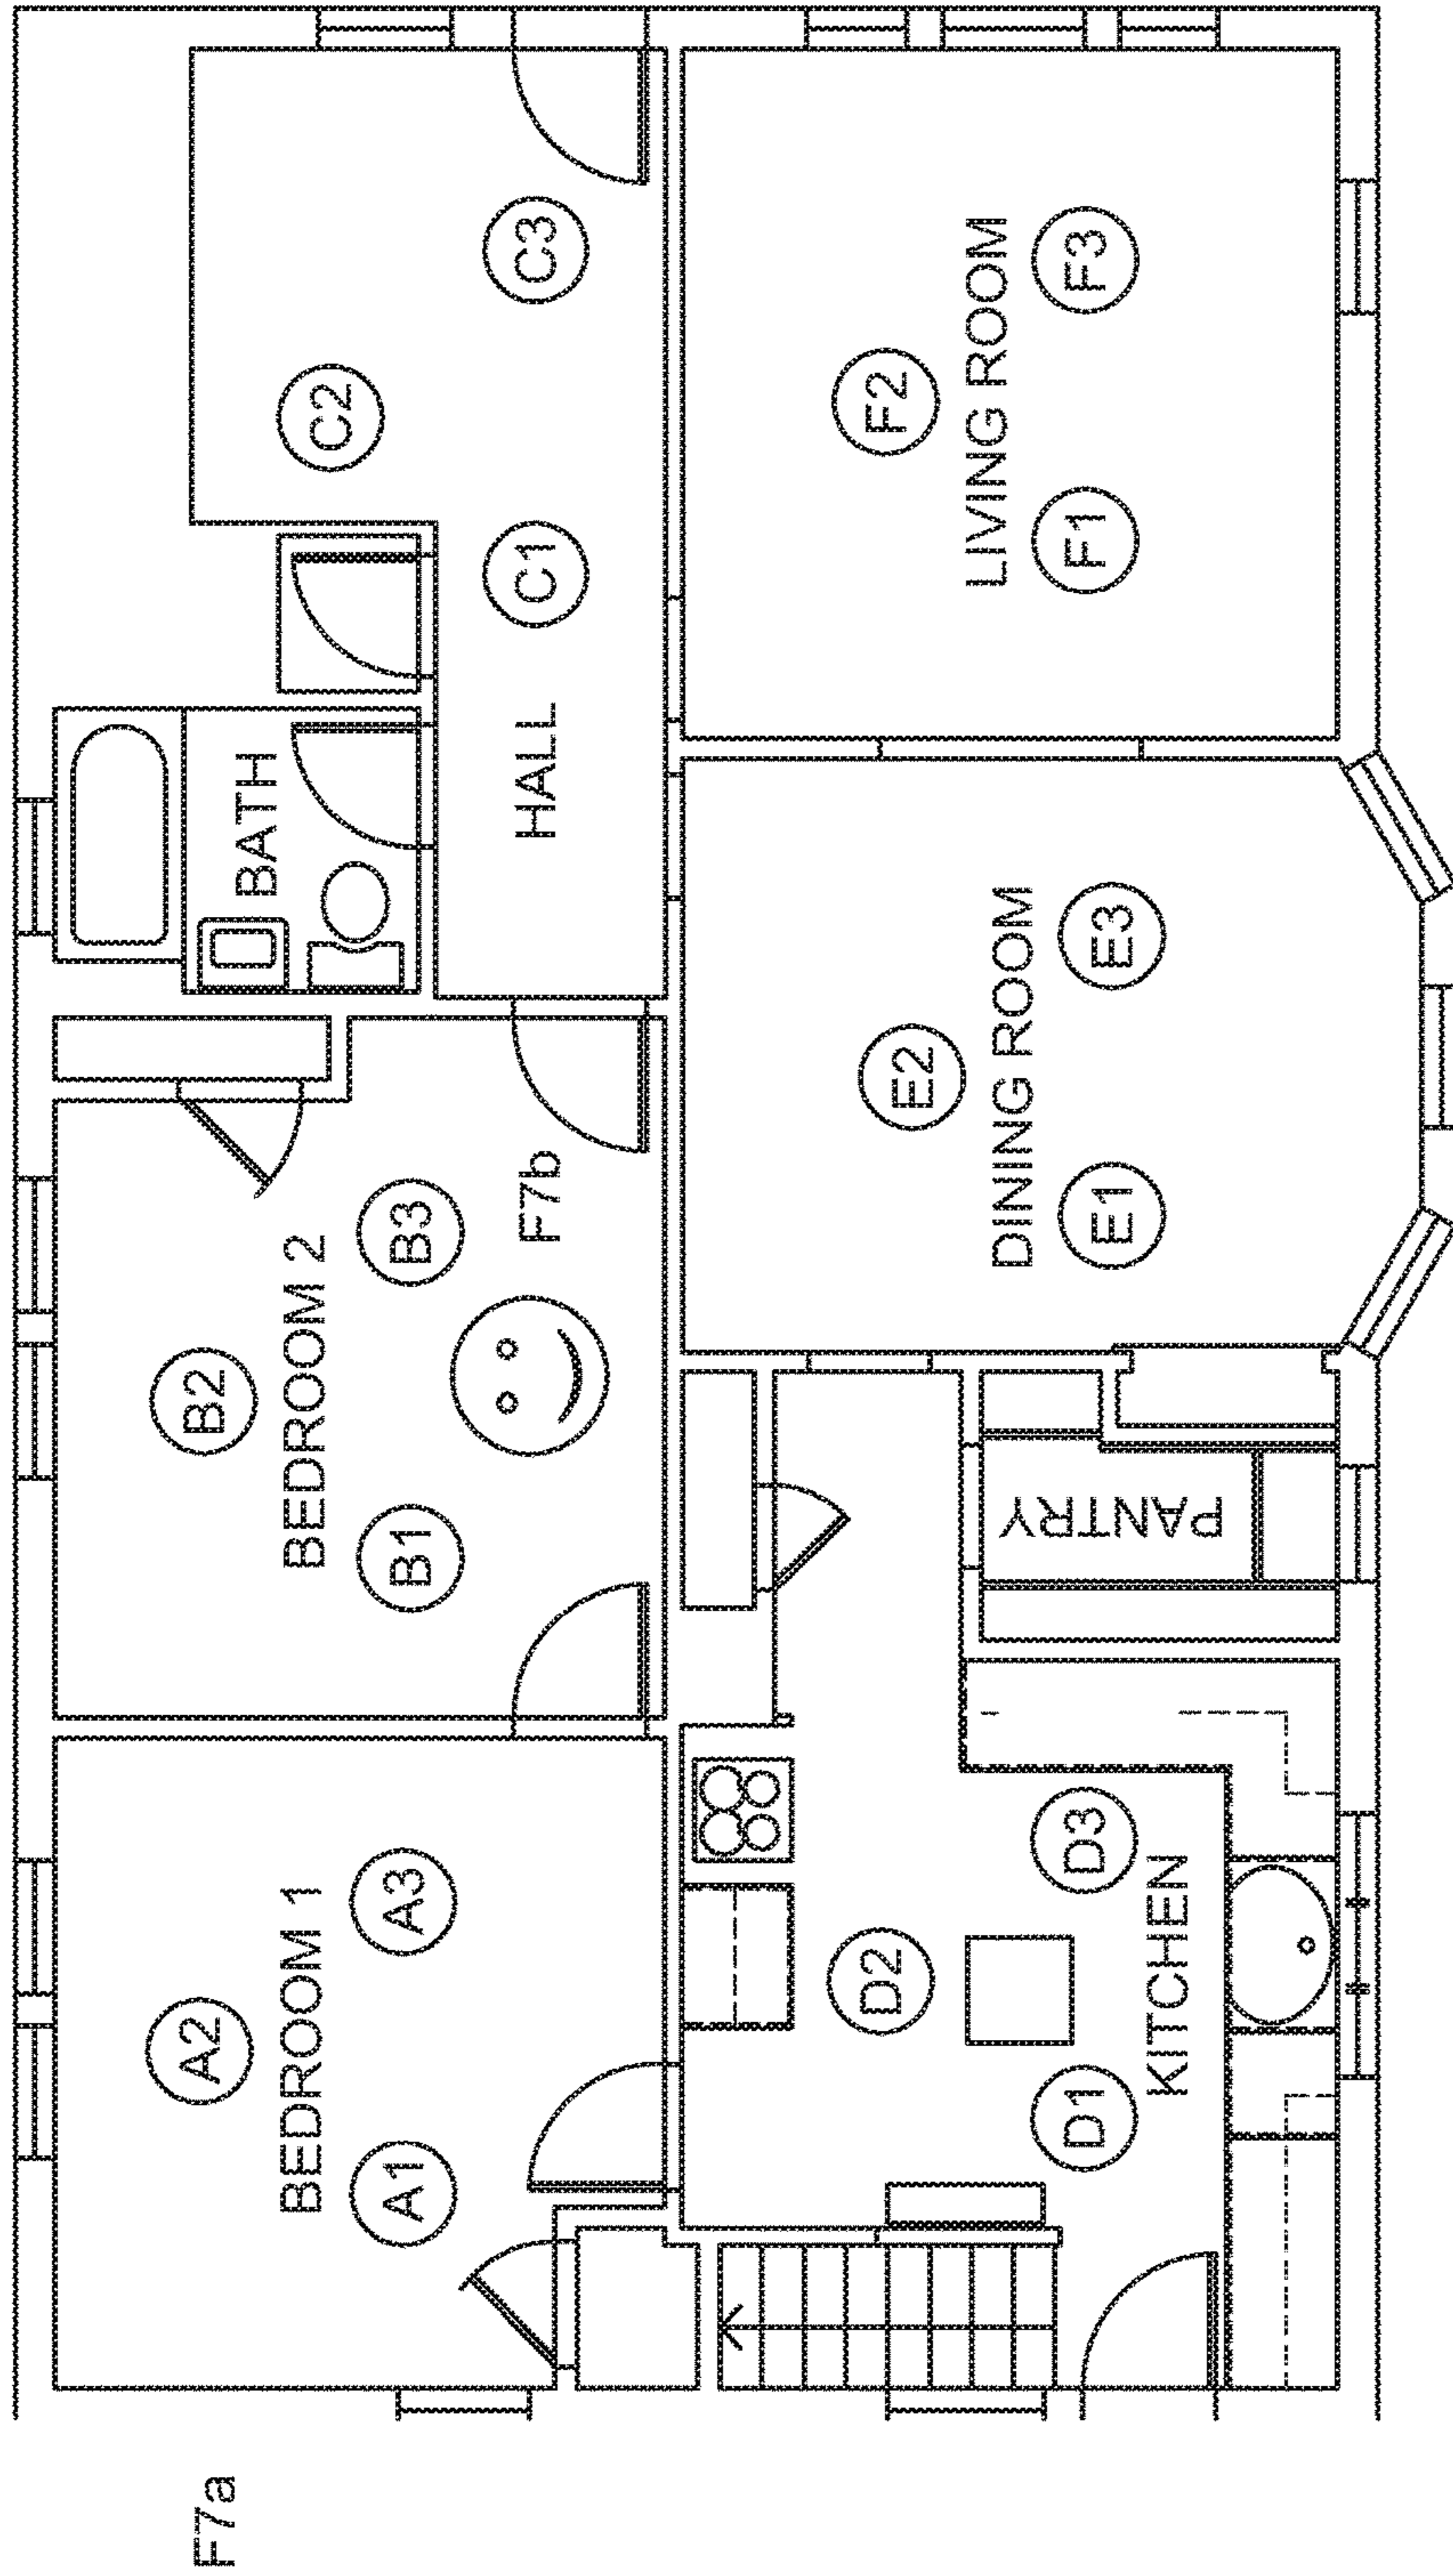 F7a
A2
BEDROOM 1
A1
A3
B2
BEDROOM 2
B1
B3
F7b
BATH
HALL
C1
C2
C3
D2
D1
D3
KITCHEN
PANTRY
E2
DINING ROOM
E1
E3
F2
LIVING ROOM
F1
F3